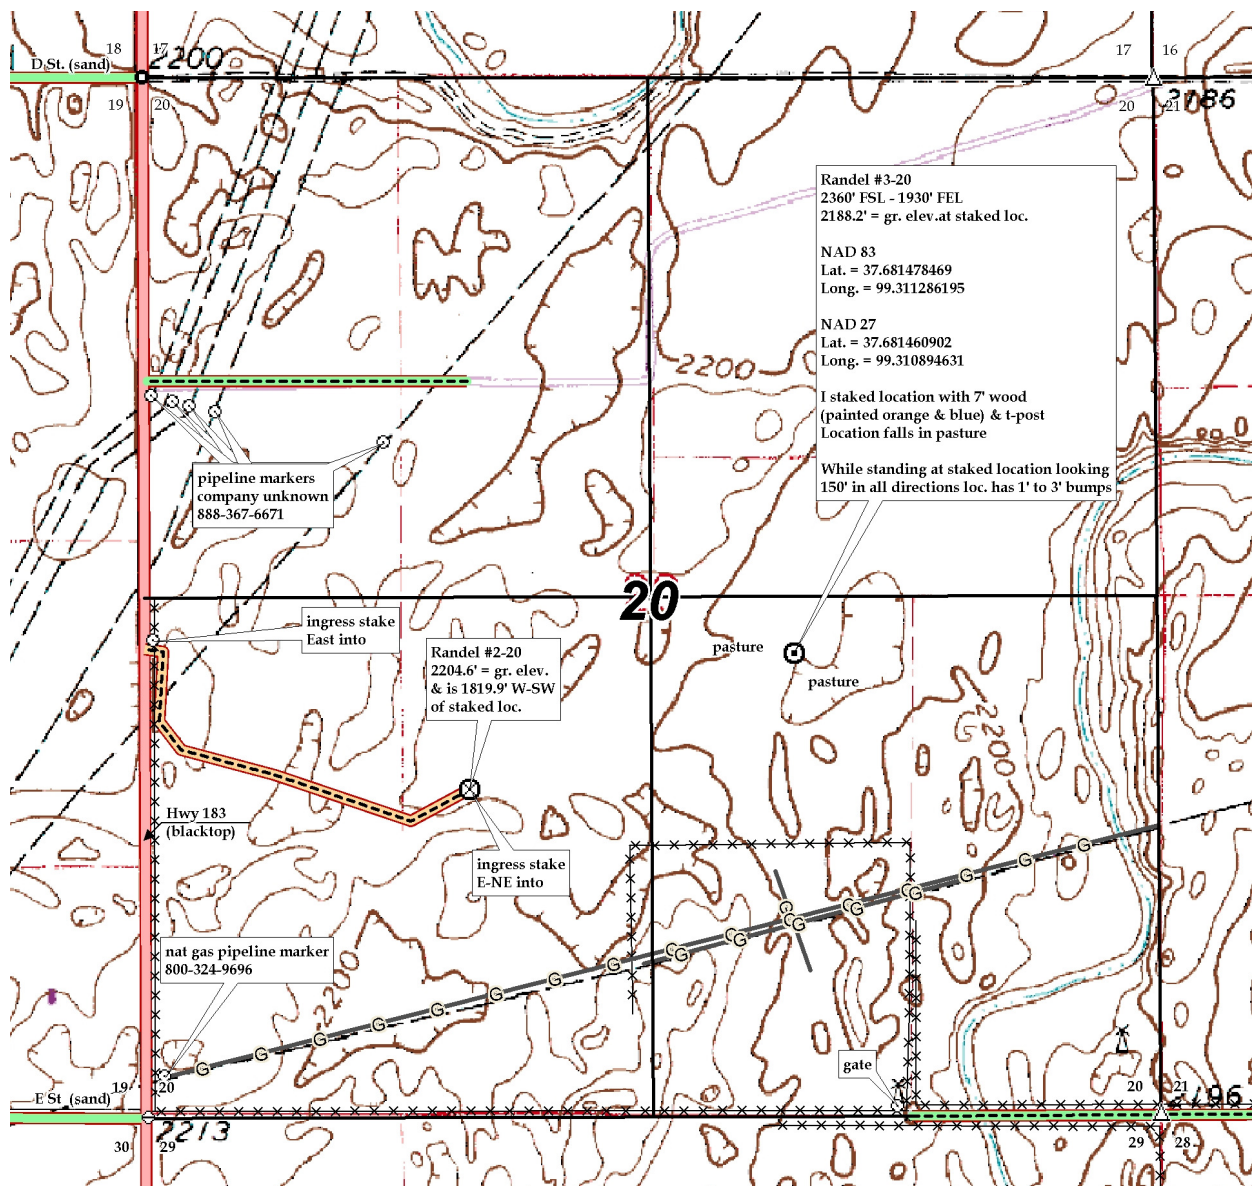 18
17
17
16
D St. (sand)
2200
19
20
20
21
2186
Randel #3-20
2360' FSL - 1930' FEL
2188.2' = gr. elev.at staked loc.
NAD 83
Lat. = 37.681478469
Long. = 99.311286195
NAD 27
Lat. = 37.681460902
Long. = 99.310894631
I staked location with 7' wood
(painted orange & blue) & t-post
Location falls in pasture
While standing at staked location looking
150' in all directions loc. has 1' to 3' bumps
2200
pipeline markers
company unknown
888-367-6671
20
ingress stake
East into
Randel #2-20
2204.6' = gr. elev.
& is 1819.9' W-SW
of staked loc.
pasture
pasture
2200
Hwy 183
(blacktop)
ingress stake
E-NE into
nat gas pipeline marker
800-324-9696
2200
G G G G G G G G G G G G G G G G G G G G G G
gate
19
20
20
21
E St. (sand)
2213
2196
30
29
29
28